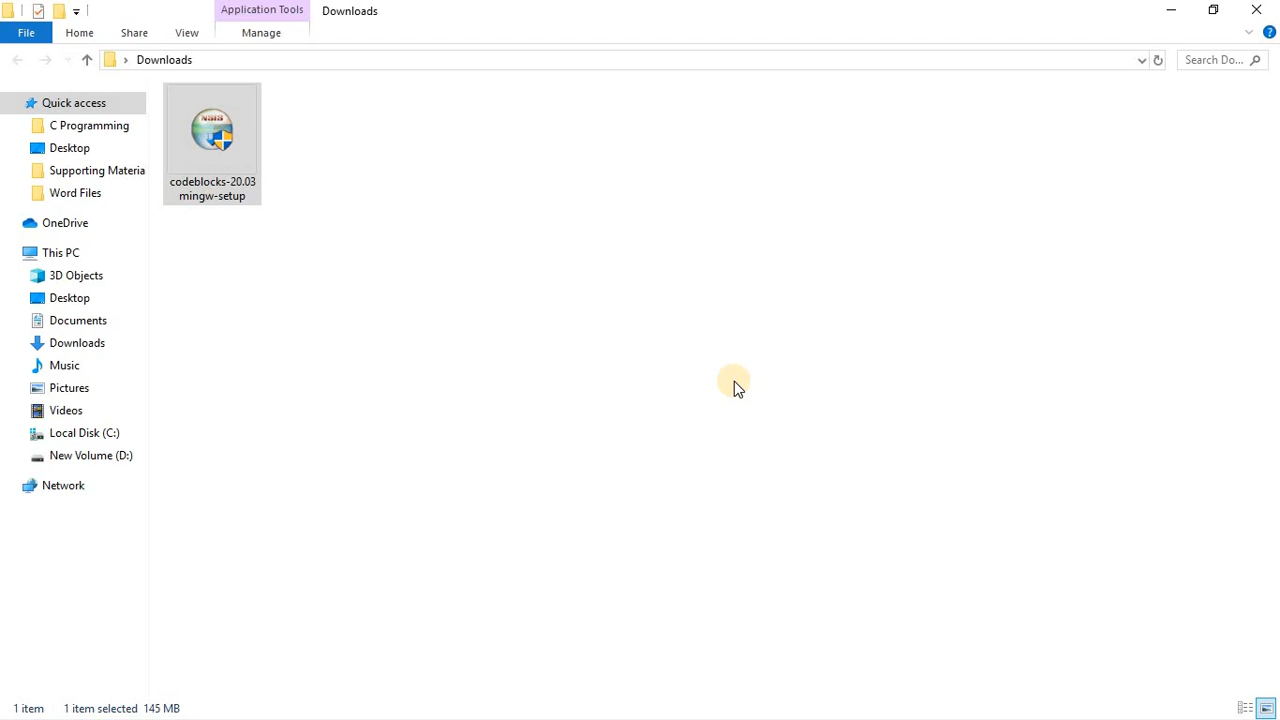 Application Tools
Downloads
File
Home
Share
View
Manage
Downloads
Search Do...
Quick access
C Programming
Desktop
Supporting Materia
Word Files
OneDrive
This PC
3D Objects
Desktop
Documents
Downloads
Music
Pictures
Videos
Local Disk (C:)
New Volume (D:)
Network
NSIS
codeblocks-20.03
mingw-setup
1 item
1 item selected 145 MB